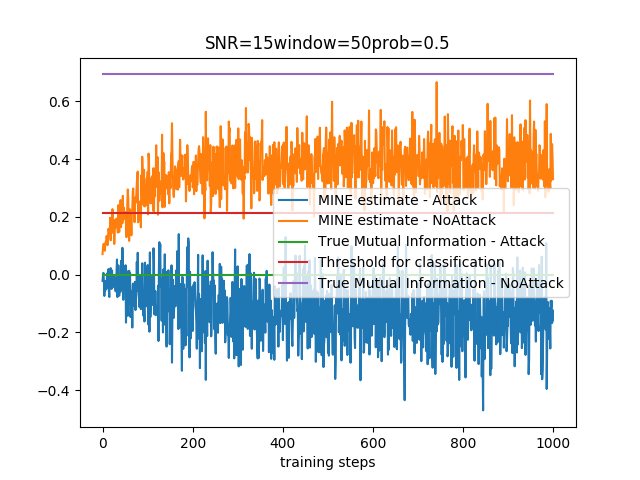 SNR=15window=50prob=0.5
0.6
0.4
0.2
0.0
−0.2
−0.4
MINE estimate - Attack
MINE estimate - NoAttack
True Mutual Information - Attack
Threshold for classification
True Mutual Information - NoAttack
0 200 400 600 800 1000
training steps